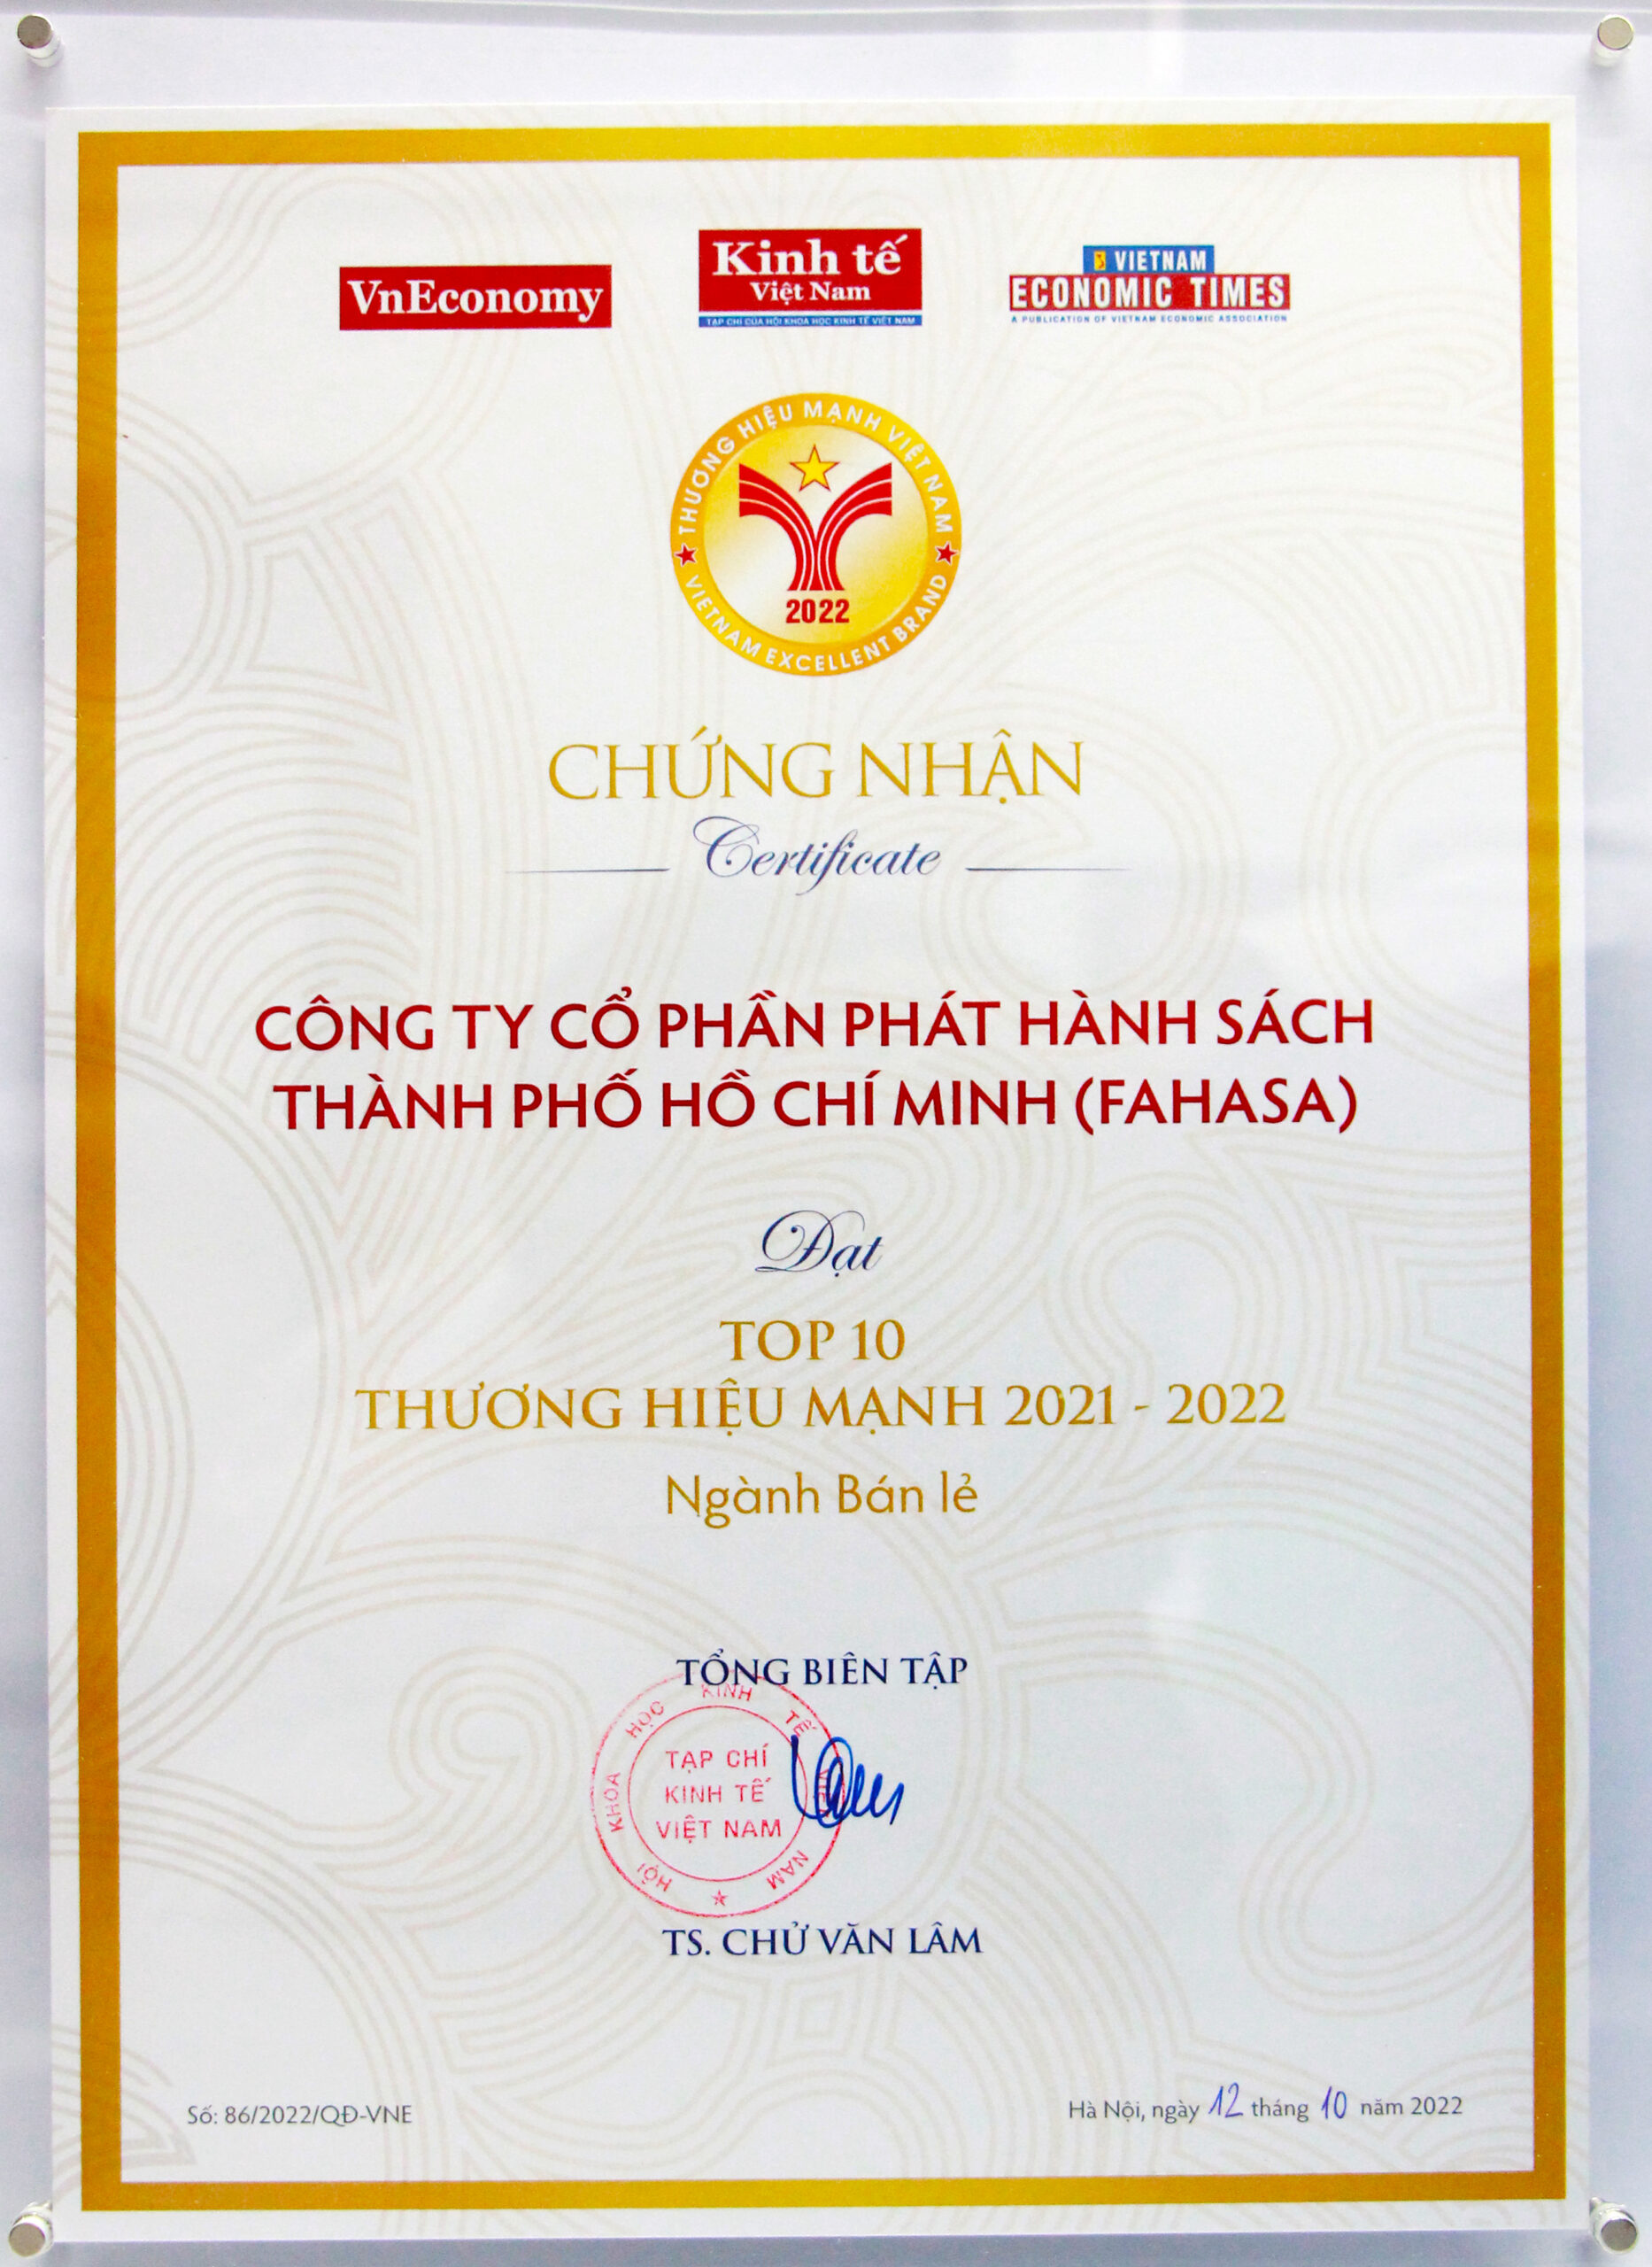 VnEconomy
Kinh tế
Việt Nam
TẠP CHÍ CỦA HỘI KHOA HỌC KINH TẾ VIỆT NAM
VIETNAM
ECONOMIC TIMES
A PUBLICATION OF VIETNAM ECONOMIC ASSOCIATION
THƯƠNG HIỆU MẠNH VIỆT NAM
2022
VIETNAM EXCELLENT BRAND
CHỨNG NHẬN
Certificate
CÔNG TY CỔ PHẦN PHÁT HÀNH SÁCH
THÀNH PHỐ HỒ CHÍ MINH (FAHASA)
Đạt
TOP 10
THƯƠNG HIỆU MẠNH 2021 - 2022
Ngành Bán lẻ
TỔNG BIÊN TẬP
HỘI KHOA HỌC KINH TẾ VIỆT NAM
TẠP CHÍ
KINH TẾ
VIỆT NAM
TS. CHỬ VĂN LÂM
Số: 86/2022/QĐ-VNE
Hà Nội, ngày 12 tháng 10 năm 2022